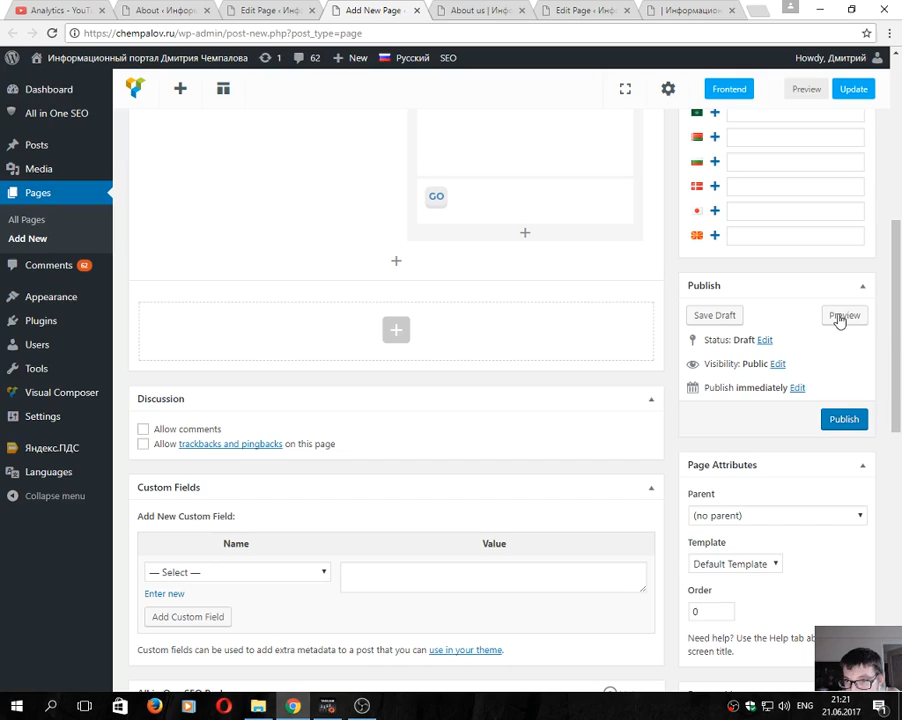 Analytics - YouT
About ‹ Информ
Edit Page ‹ Инф
Add New Page ‹
About us | Инфо
Edit Page ‹ Инф
| Информацион
https://chempalov.ru/wp-admin/post-new.php?post_type=page
Информационный портал Дмитрия Чемпалова
1
62
New
Русский
SEO
Howdy, Дмитрий
Dashboard
All in One SEO
Posts
Media
Pages
All Pages
Add New
Comments 62
Appearance
Plugins
Users
Tools
Visual Composer
Settings
Яндекс.ПДС
Languages
Collapse menu
Frontend
Preview
Update
GO
Publish
Save Draft
Preview
Status: Draft Edit
Visibility: Public Edit
Publish immediately Edit
Publish
Discussion
Allow comments
Allow trackbacks and pingbacks on this page
Custom Fields
Add New Custom Field:
Name
Value
— Select —
Enter new
Add Custom Field
Custom fields can be used to add extra metadata to a post that you can use in your theme.
Page Attributes
Parent
(no parent)
Template
Default Template
Order
0
Need help? Use the Help tab
screen title.
ENG
21:21
21.06.2017